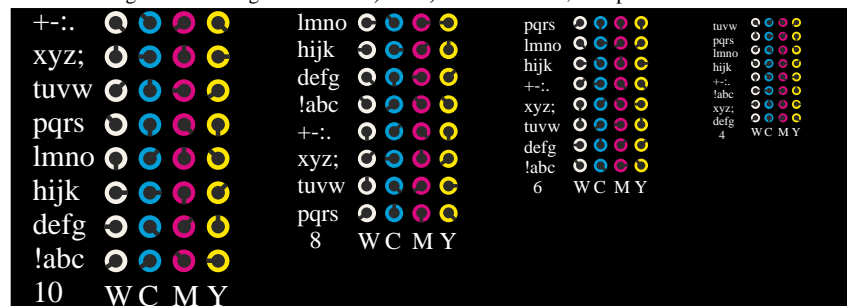 +-:.
xyz;
tuvw
pqrs
lmno
hijk
defg
!abc
10 W C M Y
lmno
hijk
defg
!abc
+-:.
xyz;
tuvw
pqrs
8 W C M Y
pqrs
lmno
hijk
+-:.
xyz;
tuvw
defg
!abc
6 W C M Y
tuvw
pqrs
lmno
hijk
+-:.
!abc
xyz;
defg
4 W C M Y